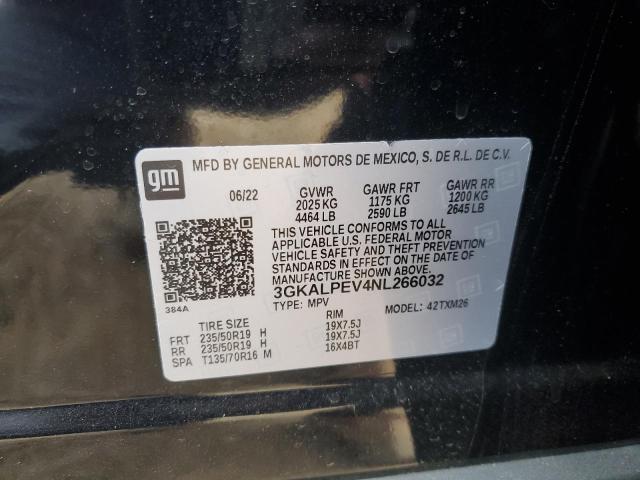 gm
MFD BY GENERAL MOTORS DE MEXICO, S. DE R.L. DE C.V.
06/22 GVWR GAWR FRT GAWR RR
2025 KG 1175 KG 1200 KG
4464 LB 2590 LB 2645 LB
THIS VEHICLE CONFORMS TO ALL
APPLICABLE U.S. FEDERAL MOTOR
VEHICLE SAFETY AND THEFT PREVENTION
STANDARDS IN EFFECT ON THE DATE OF
MANUFACTURE SHOWN ABOVE.
384A
3GKALPEV4NL266032
TYPE: MPV MODEL: 42TXM26
TIRE SIZE RIM
FRT 235/50R19 H 19X7.5J
RR 235/50R19 H 19X7.5J
SPA T135/70R16 M 16X4BT